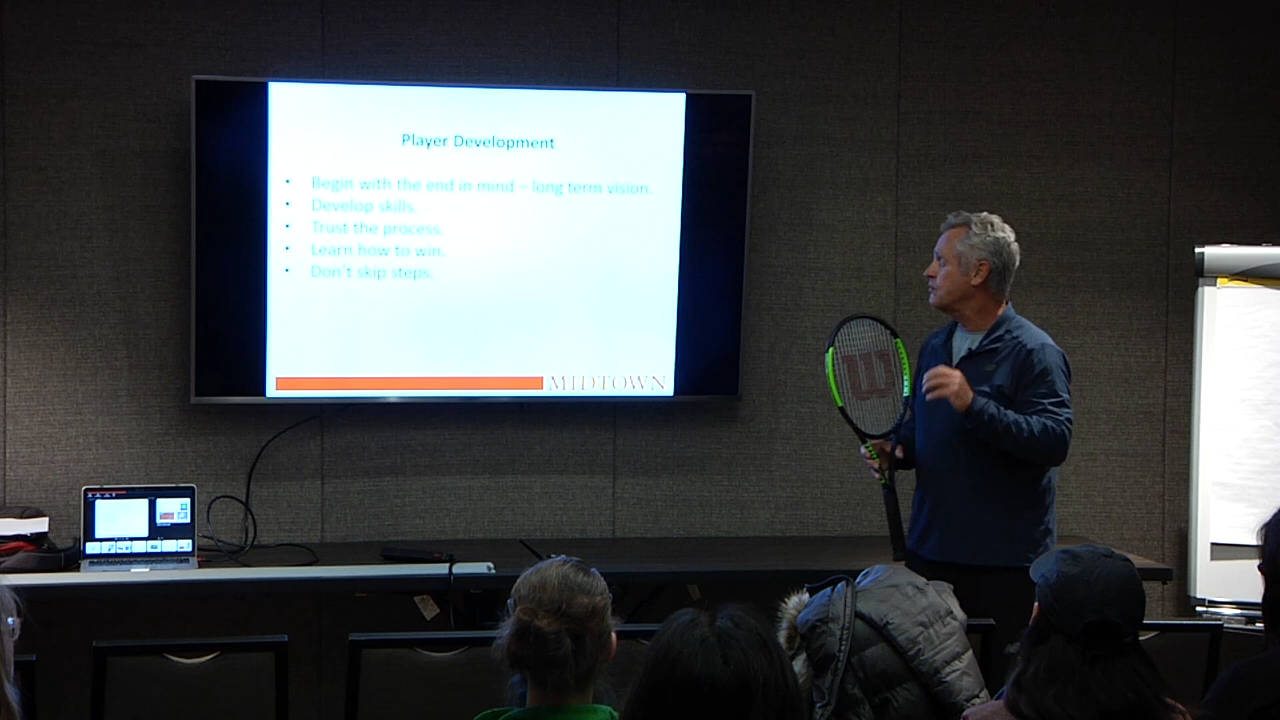 Player Development
• Begin with the end in mind – long term vision.
• Develop skills.
• Trust the process.
• Learn how to win.
• Don't skip steps.
MIDTOWN
W